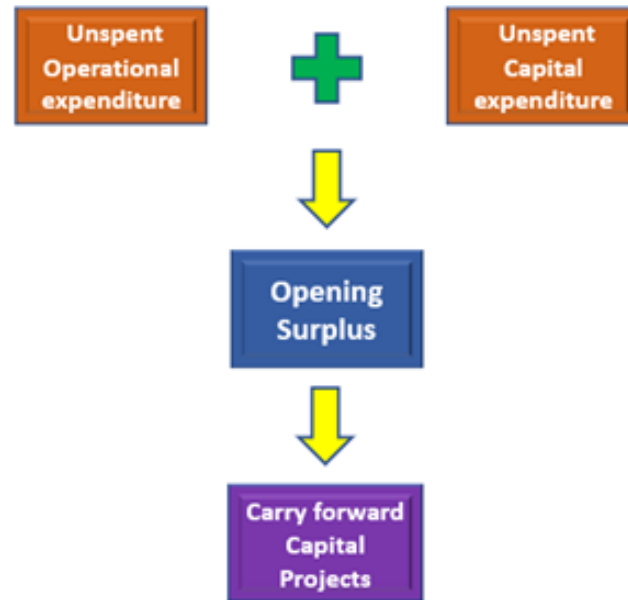 Unspent
Operational
expenditure
Unspent
Capital
expenditure
Opening
Surplus
Carry forward
Capital
Projects